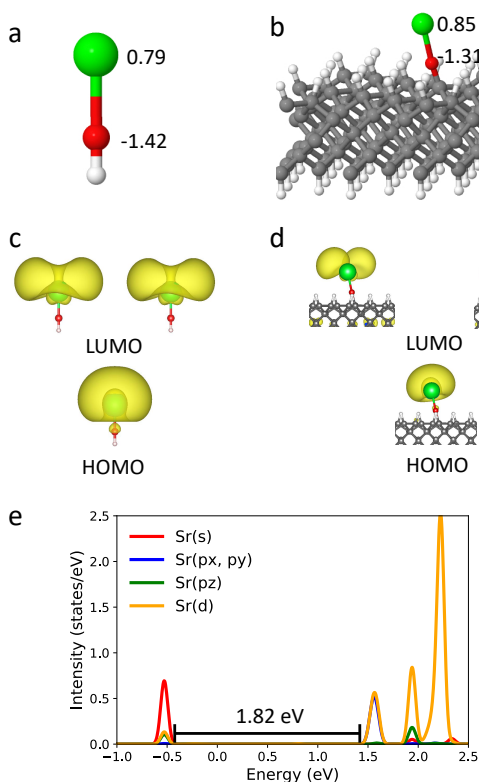 a
0.79
-1.42
b
0.85
-1.31
c
LUMO
HOMO
d
LUMO
HOMO
e
Intensity (states/eV)
2.5
2.0
1.5
1.0
0.5
0.0
Sr(s)
Sr(px, py)
Sr(pz)
Sr(d)
1.82 eV
-1.0 -0.5 0.0 0.5 1.0 1.5 2.0 2.5
Energy (eV)